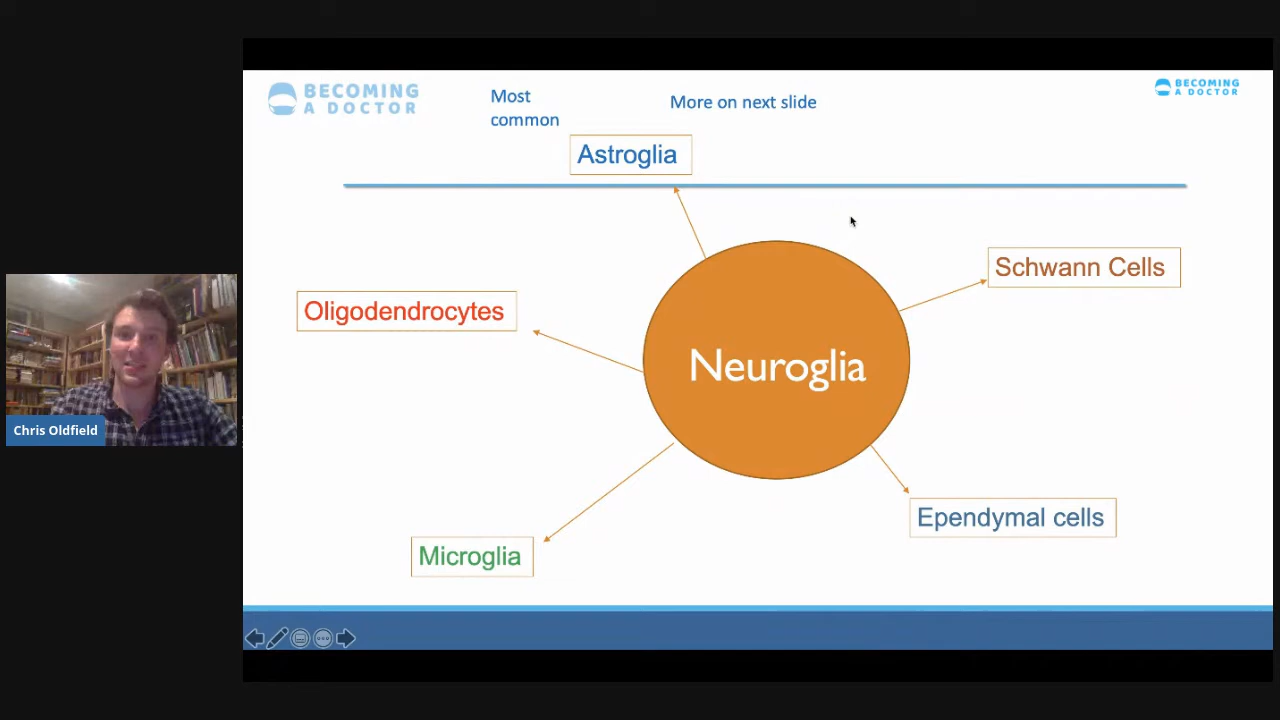 BECOMING
A DOCTOR
Most
common
More on next slide
BECOMING
A DOCTOR
Astroglia
Schwann Cells
Oligodendrocytes
Neuroglia
Chris Oldfield
Ependymal cells
Microglia